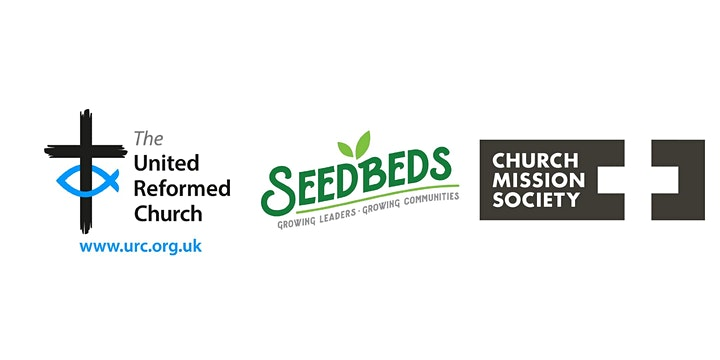 The
United
Reformed
Church
www.urc.org.uk
SEEDBEDS
GROWING LEADERS · GROWING COMMUNITIES
CHURCH
MISSION
SOCIETY